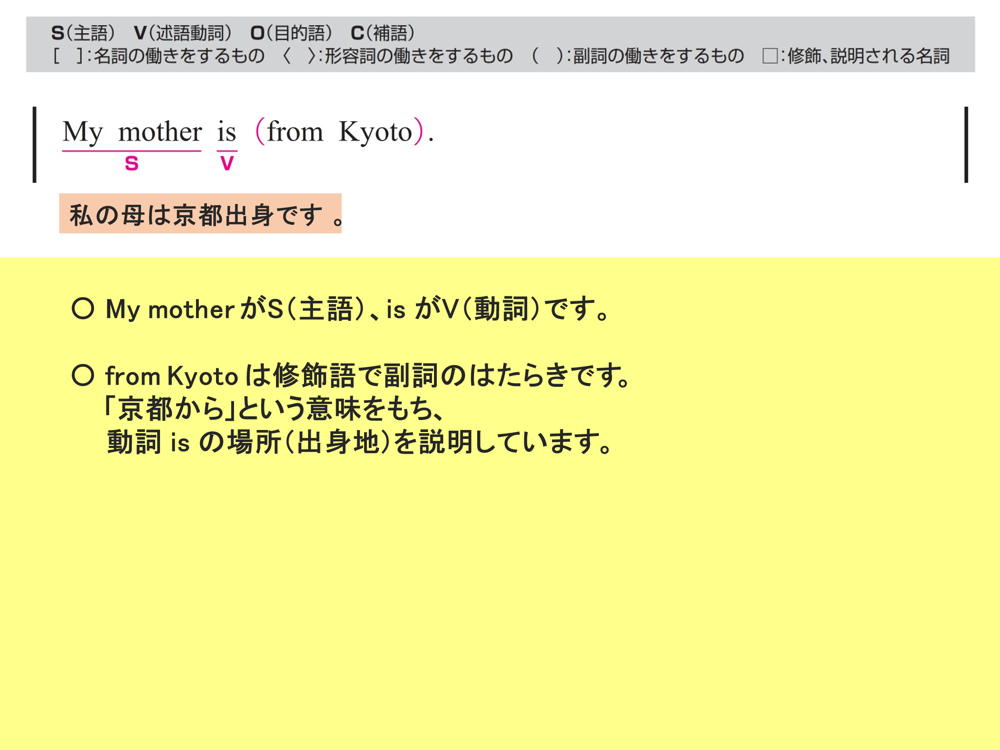 S(主語) V(述語動詞) O(目的語) C(補語)
[ ]:名詞の働きをするもの 〈 〉:形容詞の働きをするもの ( ):副詞の働きをするもの □:修飾、説明される名詞
My mother is (from Kyoto).
S V
私の母は京都出身です 。
○ My mother がS(主語)、is がV(動詞)です。
○ from Kyoto は修飾語で副詞のはたらきです。
「京都から」という意味をもち、
動詞 is の場所(出身地)を説明しています。